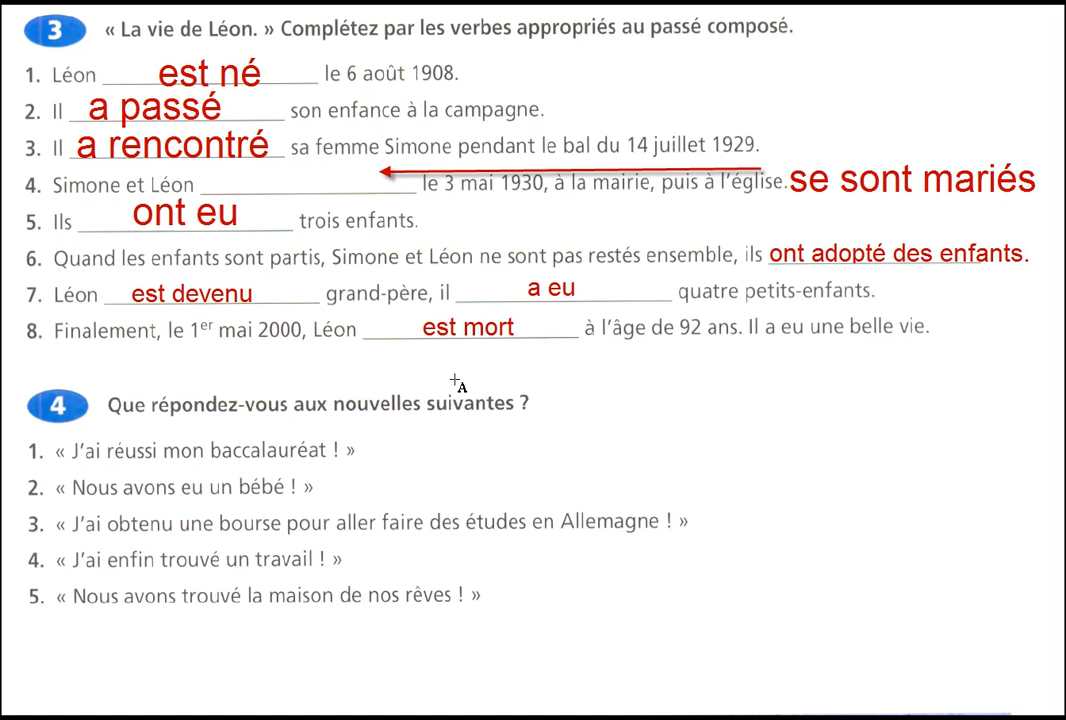 3 « La vie de Léon. » Complétez par les verbes appropriés au passé composé.
1. Léon est né le 6 août 1908.
2. Il a passé son enfance à la campagne.
3. Il a rencontré sa femme Simone pendant le bal du 14 juillet 1929.
4. Simone et Léon ____________ le 3 mai 1930, à la mairie, puis à l'église. se sont mariés
5. Ils ont eu trois enfants.
6. Quand les enfants sont partis, Simone et Léon ne sont pas restés ensemble, ils ont adopté des enfants.
7. Léon est devenu grand-père, il a eu quatre petits-enfants.
8. Finalement, le 1er mai 2000, Léon est mort à l'âge de 92 ans. Il a eu une belle vie.
A
4 Que répondez-vous aux nouvelles suivantes ?
1. « J'ai réussi mon baccalauréat ! »
2. « Nous avons eu un bébé ! »
3. « J'ai obtenu une bourse pour aller faire des études en Allemagne ! »
4. « J'ai enfin trouvé un travail ! »
5. « Nous avons trouvé la maison de nos rêves ! »